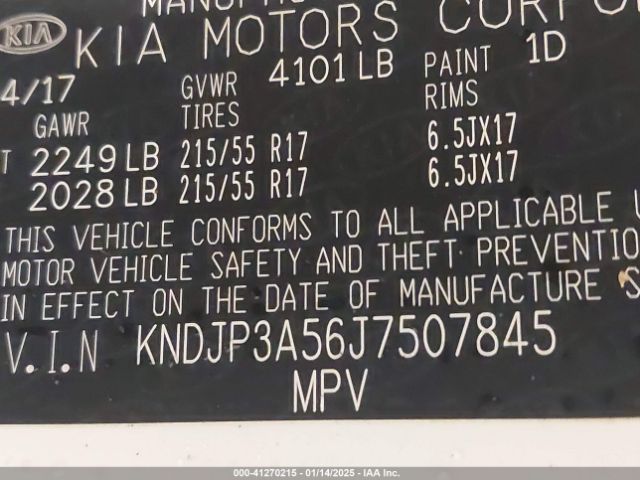 KIA
KIA MOTORS
4/17 GVWR 4101 LB PAINT 1D
GAWR TIRES RIMS
T 2249 LB 215/55 R17 6.5JX17
2028 LB 215/55 R17 6.5JX17
THIS VEHICLE CONFORMS TO ALL APPLICABLE
MOTOR VEHICLE SAFETY AND THEFT PREVENTIO
IN EFFECT ON THE DATE OF MANUFACTURE S
V.I.N KNDJP3A56J7507845
MPV
000-41270215 - 01/14/2025 - IAA Inc.